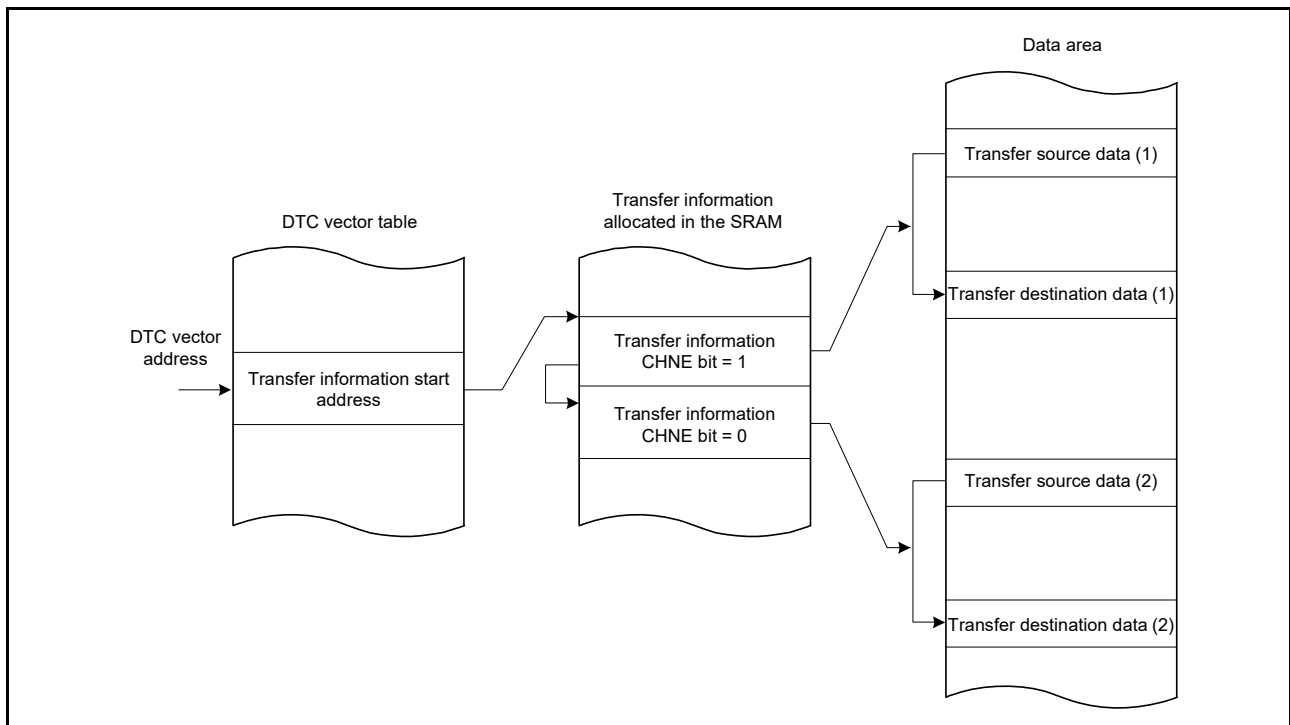 Data area
Transfer source data (1)
Transfer information
allocated in the SRAM
DTC vector table
Transfer destination data (1)
DTC vector
address
Transfer information
CHNE bit = 1
Transfer information start
address
Transfer information
CHNE bit = 0
Transfer source data (2)
Transfer destination data (2)